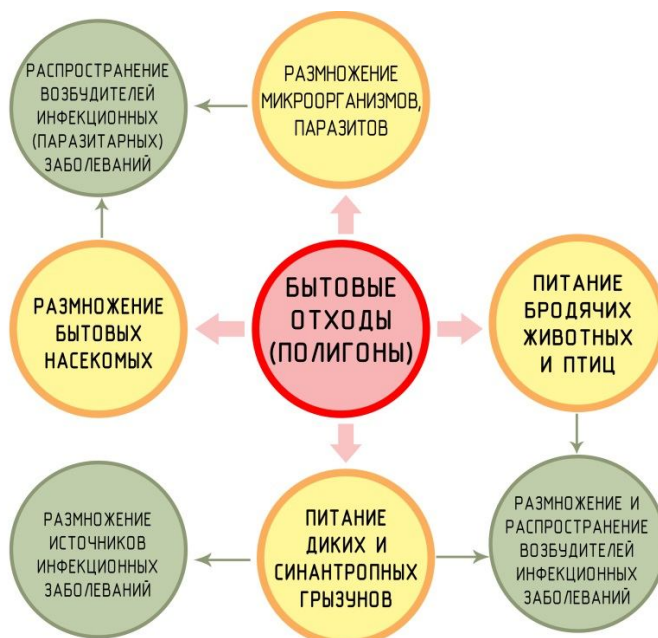 РАСПРОСТРАНЕНИЕ
ВОЗБУДИТЕЛЕЙ
ИНФЕКЦИОННЫХ
(ПАРАЗИТАРНЫХ)
ЗАБОЛЕВАНИЙ
РАЗМНОЖЕНИЕ
МИКРООРГАНИЗМОВ,
ПАРАЗИТОВ
РАЗМНОЖЕНИЕ
БЫТОВЫХ
НАСЕКОМЫХ
БЫТОВЫЕ
ОТХОДЫ
(ПОЛИГОНЫ)
ПИТАНИЕ
БРОДЯЧИХ
ЖИВОТНЫХ
И ПТИЦ
РАЗМНОЖЕНИЕ
ИСТОЧНИКОВ
ИНФЕКЦИОННЫХ
ЗАБОЛЕВАНИЙ
ПИТАНИЕ
ДИКИХ И
СИНАНТРОПНЫХ
ГРЫЗУНОВ
РАЗМНОЖЕНИЕ И
РАСПРОСТРАНЕНИЕ
ВОЗБУДИТЕЛЕЙ
ИНФЕКЦИОННЫХ
ЗАБОЛЕВАНИЙ